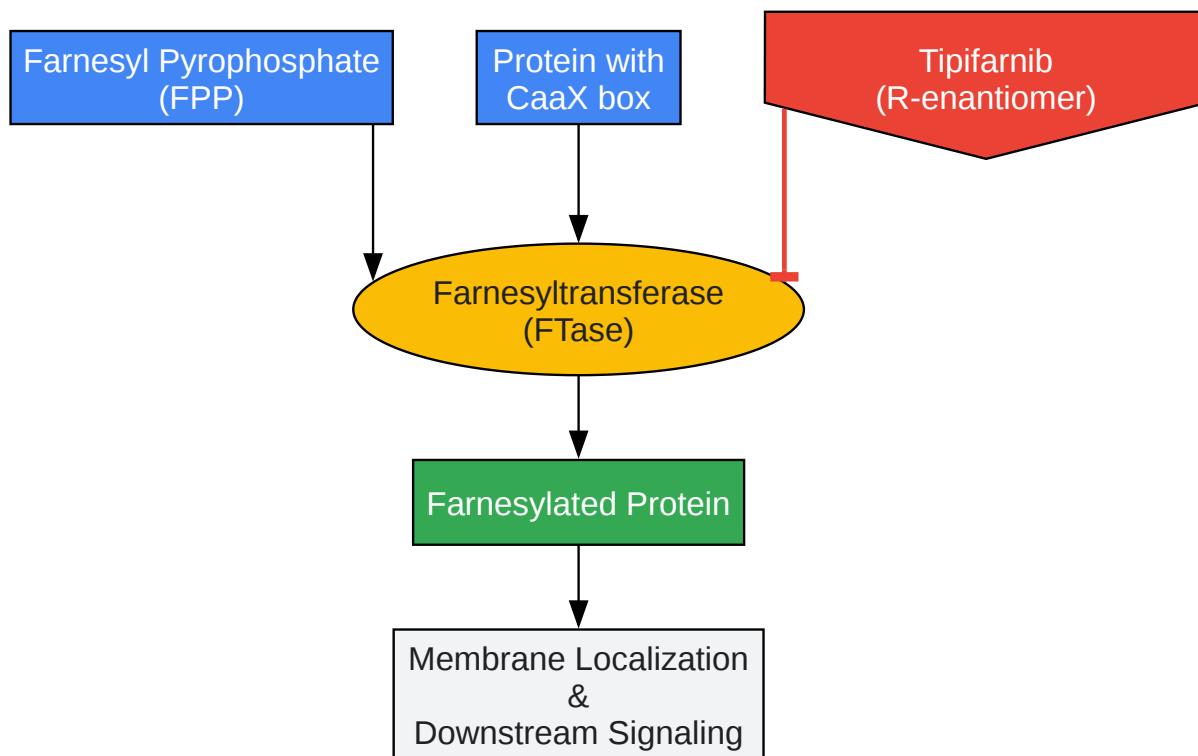 Farnesyl Pyrophosphate
(FPP)
Protein with
CaaX box
Tipifarnib
(R-enantiomer)
Farnesyltransferase
(FTase)
Farnesylated Protein
Membrane Localization
&
Downstream Signaling